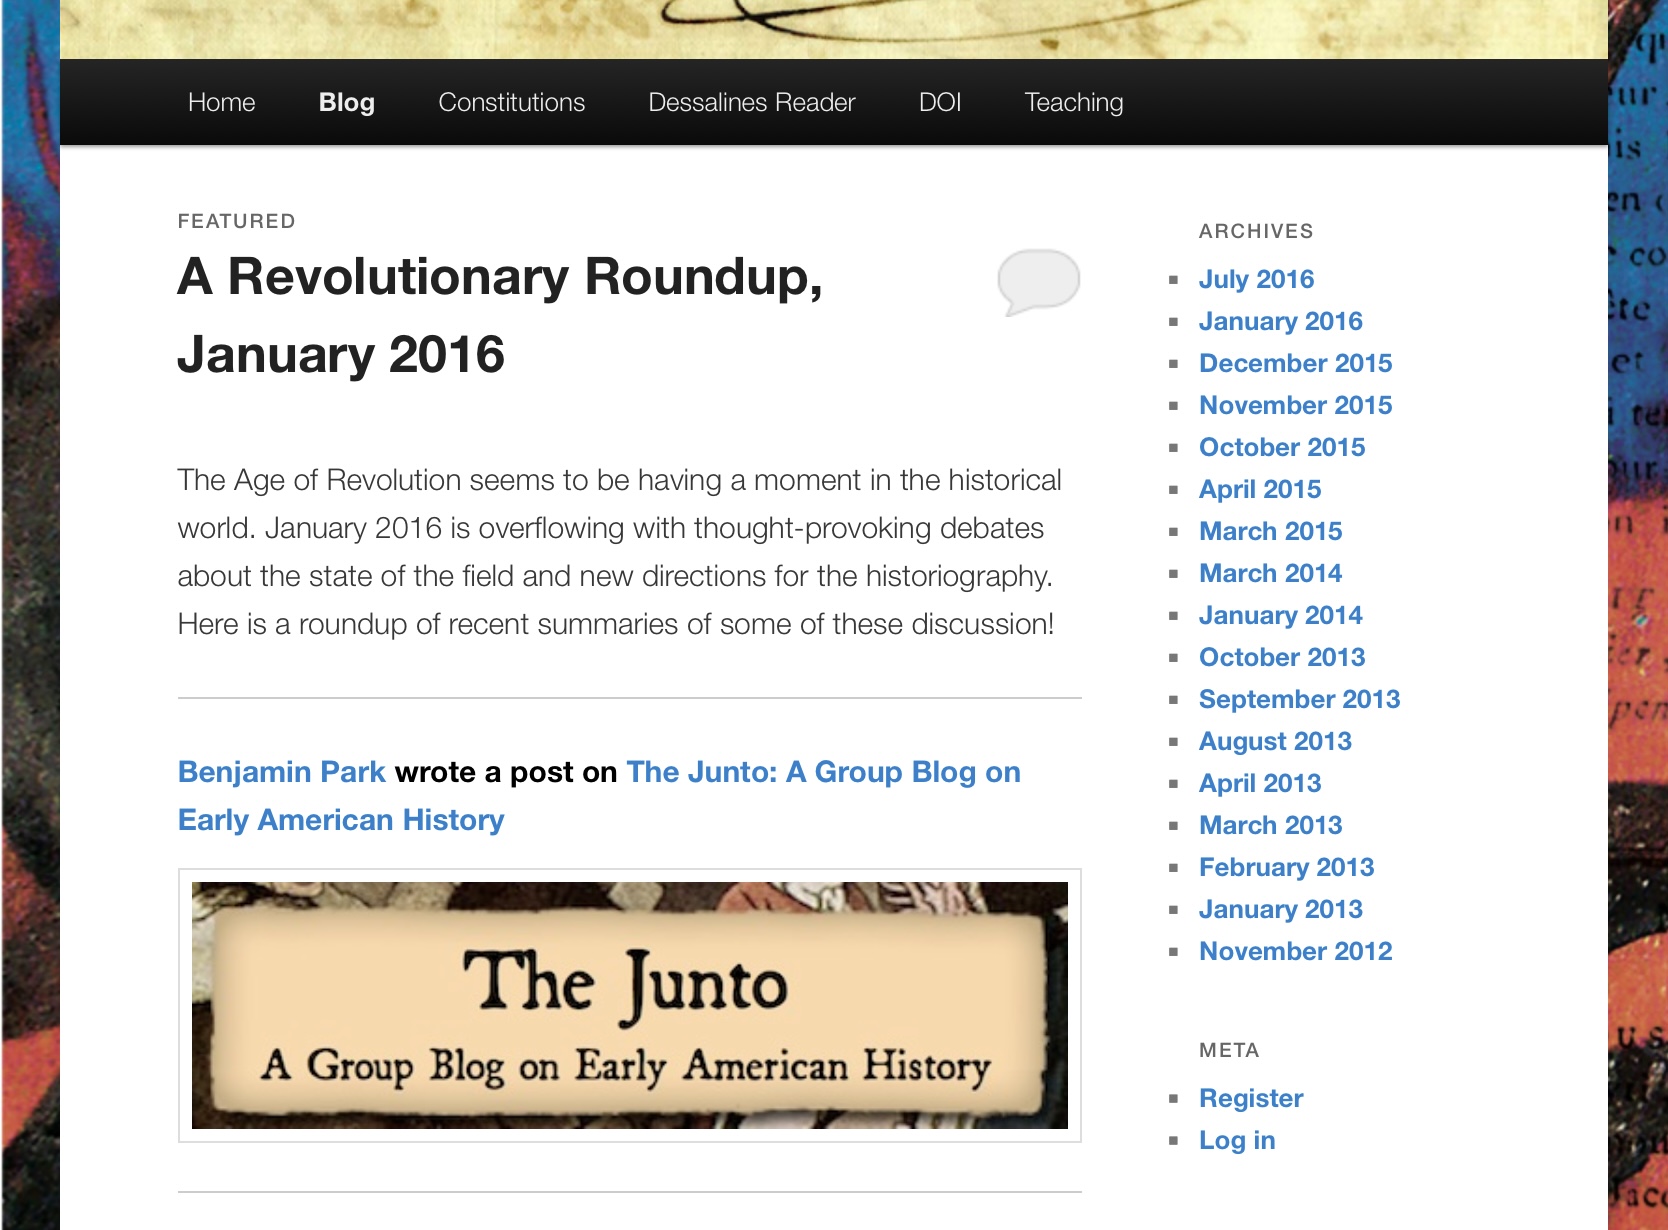 Home Blog Constitutions Dessalines Reader DOI Teaching
FEATURED
A Revolutionary Roundup,
January 2016
The Age of Revolution seems to be having a moment in the historical
world. January 2016 is overflowing with thought-provoking debates
about the state of the field and new directions for the historiography.
Here is a roundup of recent summaries of some of these discussion!
Benjamin Park wrote a post on The Junto: A Group Blog on
Early American History
The Junto
A Group Blog on Early American History
ARCHIVES
July 2016
January 2016
December 2015
November 2015
October 2015
April 2015
March 2015
March 2014
January 2014
October 2013
September 2013
August 2013
April 2013
March 2013
February 2013
January 2013
November 2012
META
Register
Log in